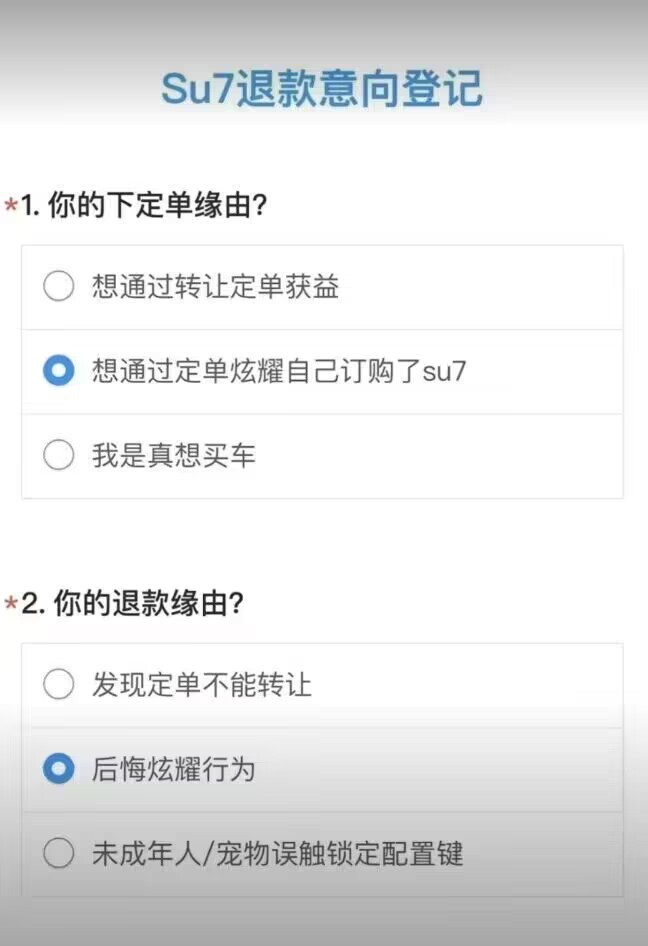 Su7退款意向登记
*1. 你的下定单缘由?
想通过转让定单获益
想通过定单炫耀自己订购了su7
我是真想买车
*2. 你的退款缘由?
发现定单不能转让
后悔炫耀行为
未成年人/宠物误触锁定配置键